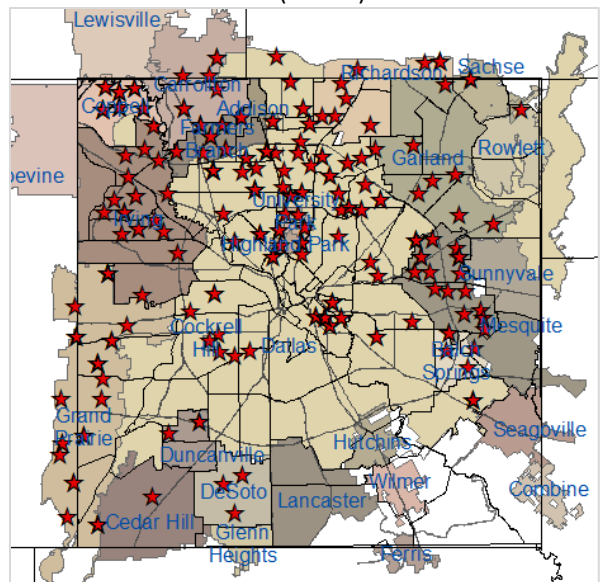 Lewisville
Sachse
Richardson
Carrollton
Coppell
Addison
Farmers
Branch
Rowlett
Garland
University
Park
Irving
Highland Park
Sunnyvale
Cockrell
Hill
Dallas
Mesquite
Balch
Springs
Grand
Prairie
Seagoville
Hutchins
Duncanville
Wilmer
DeSoto
Lancaster
Combine
Cedar Hill
Glenn
Heights
Ferris